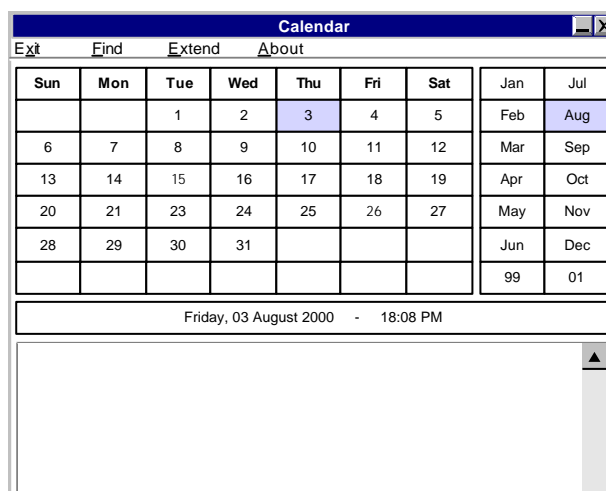 Calendar
Exit Find Extend About
Sun Mon Tue Wed Thu Fri Sat Jan Jul
1 2 3 4 5 Feb Aug
6 7 8 9 10 11 12 Mar Sep
13 14 15 16 17 18 19 Apr Oct
20 21 23 24 25 26 27 May Nov
28 29 30 31 Jun Dec
99 01
Friday, 03 August 2000 - 18:08 PM